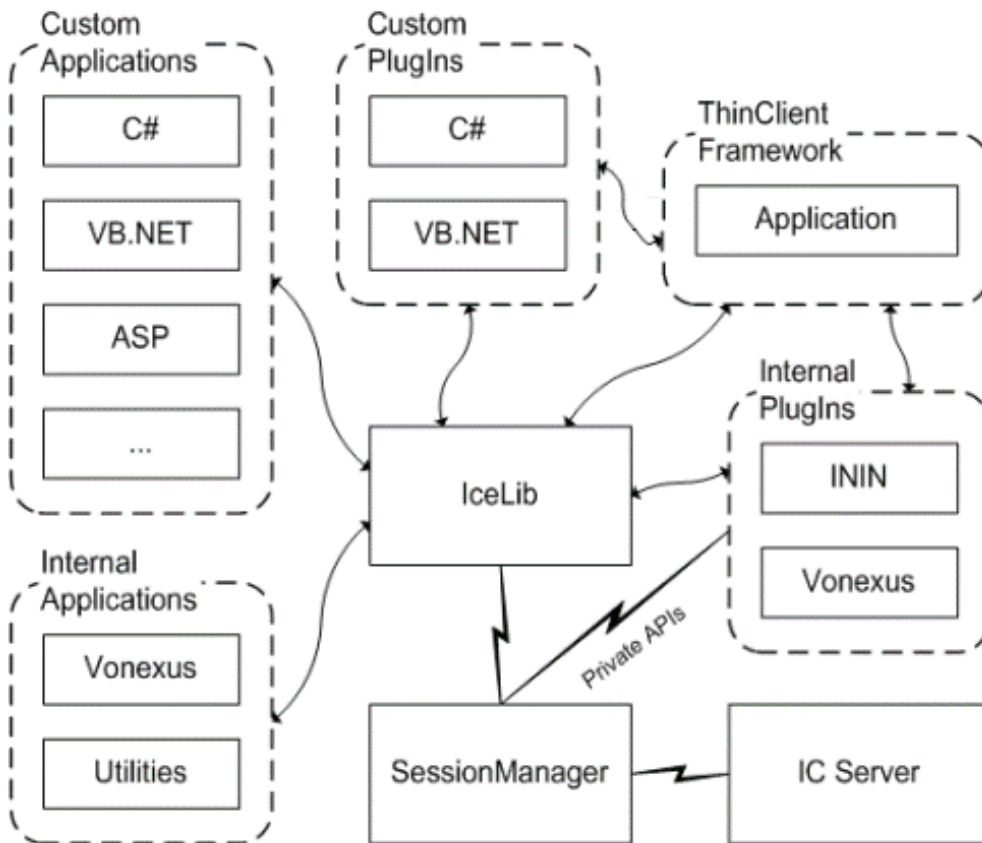 Custom
Applications
C#
VB.NET
ASP
...
Custom
PlugIns
C#
VB.NET
ThinClient
Framework
Application
Internal
PlugIns
ININ
Vonexus
IceLib
Internal
Applications
Vonexus
Utilities
Private APIs
SessionManager
IC Server